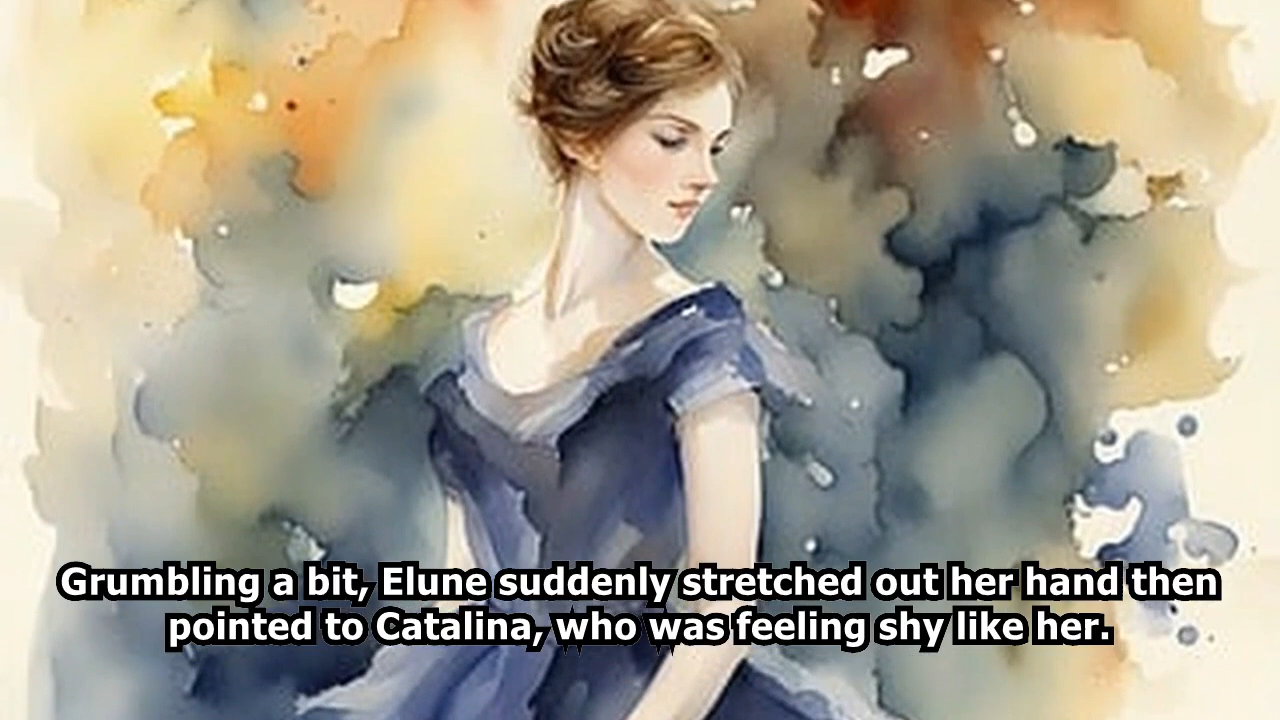 Grumbling a bit, Elune suddenly stretched out her hand then
pointed to Catalina, who was feeling shy like her.